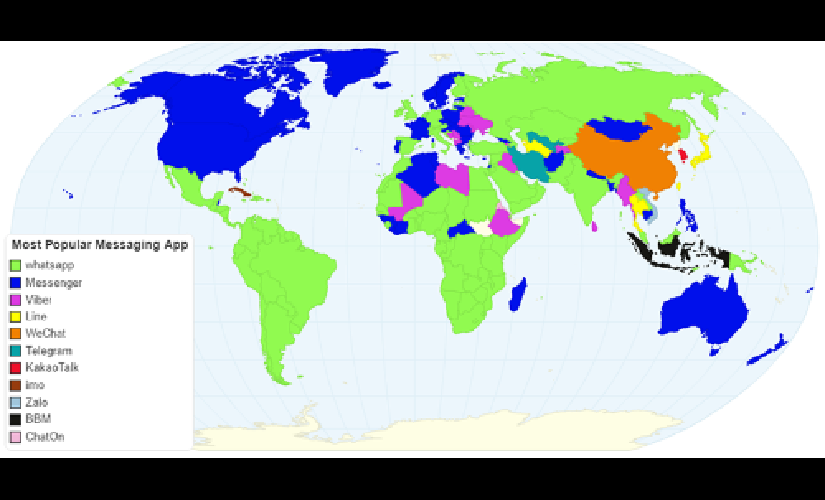 Most Popular Messaging App
whatsapp
Messenger
Viber
Line
WeChat
Telegram
KakaoTalk
imo
Zalo
BBM
ChatOn